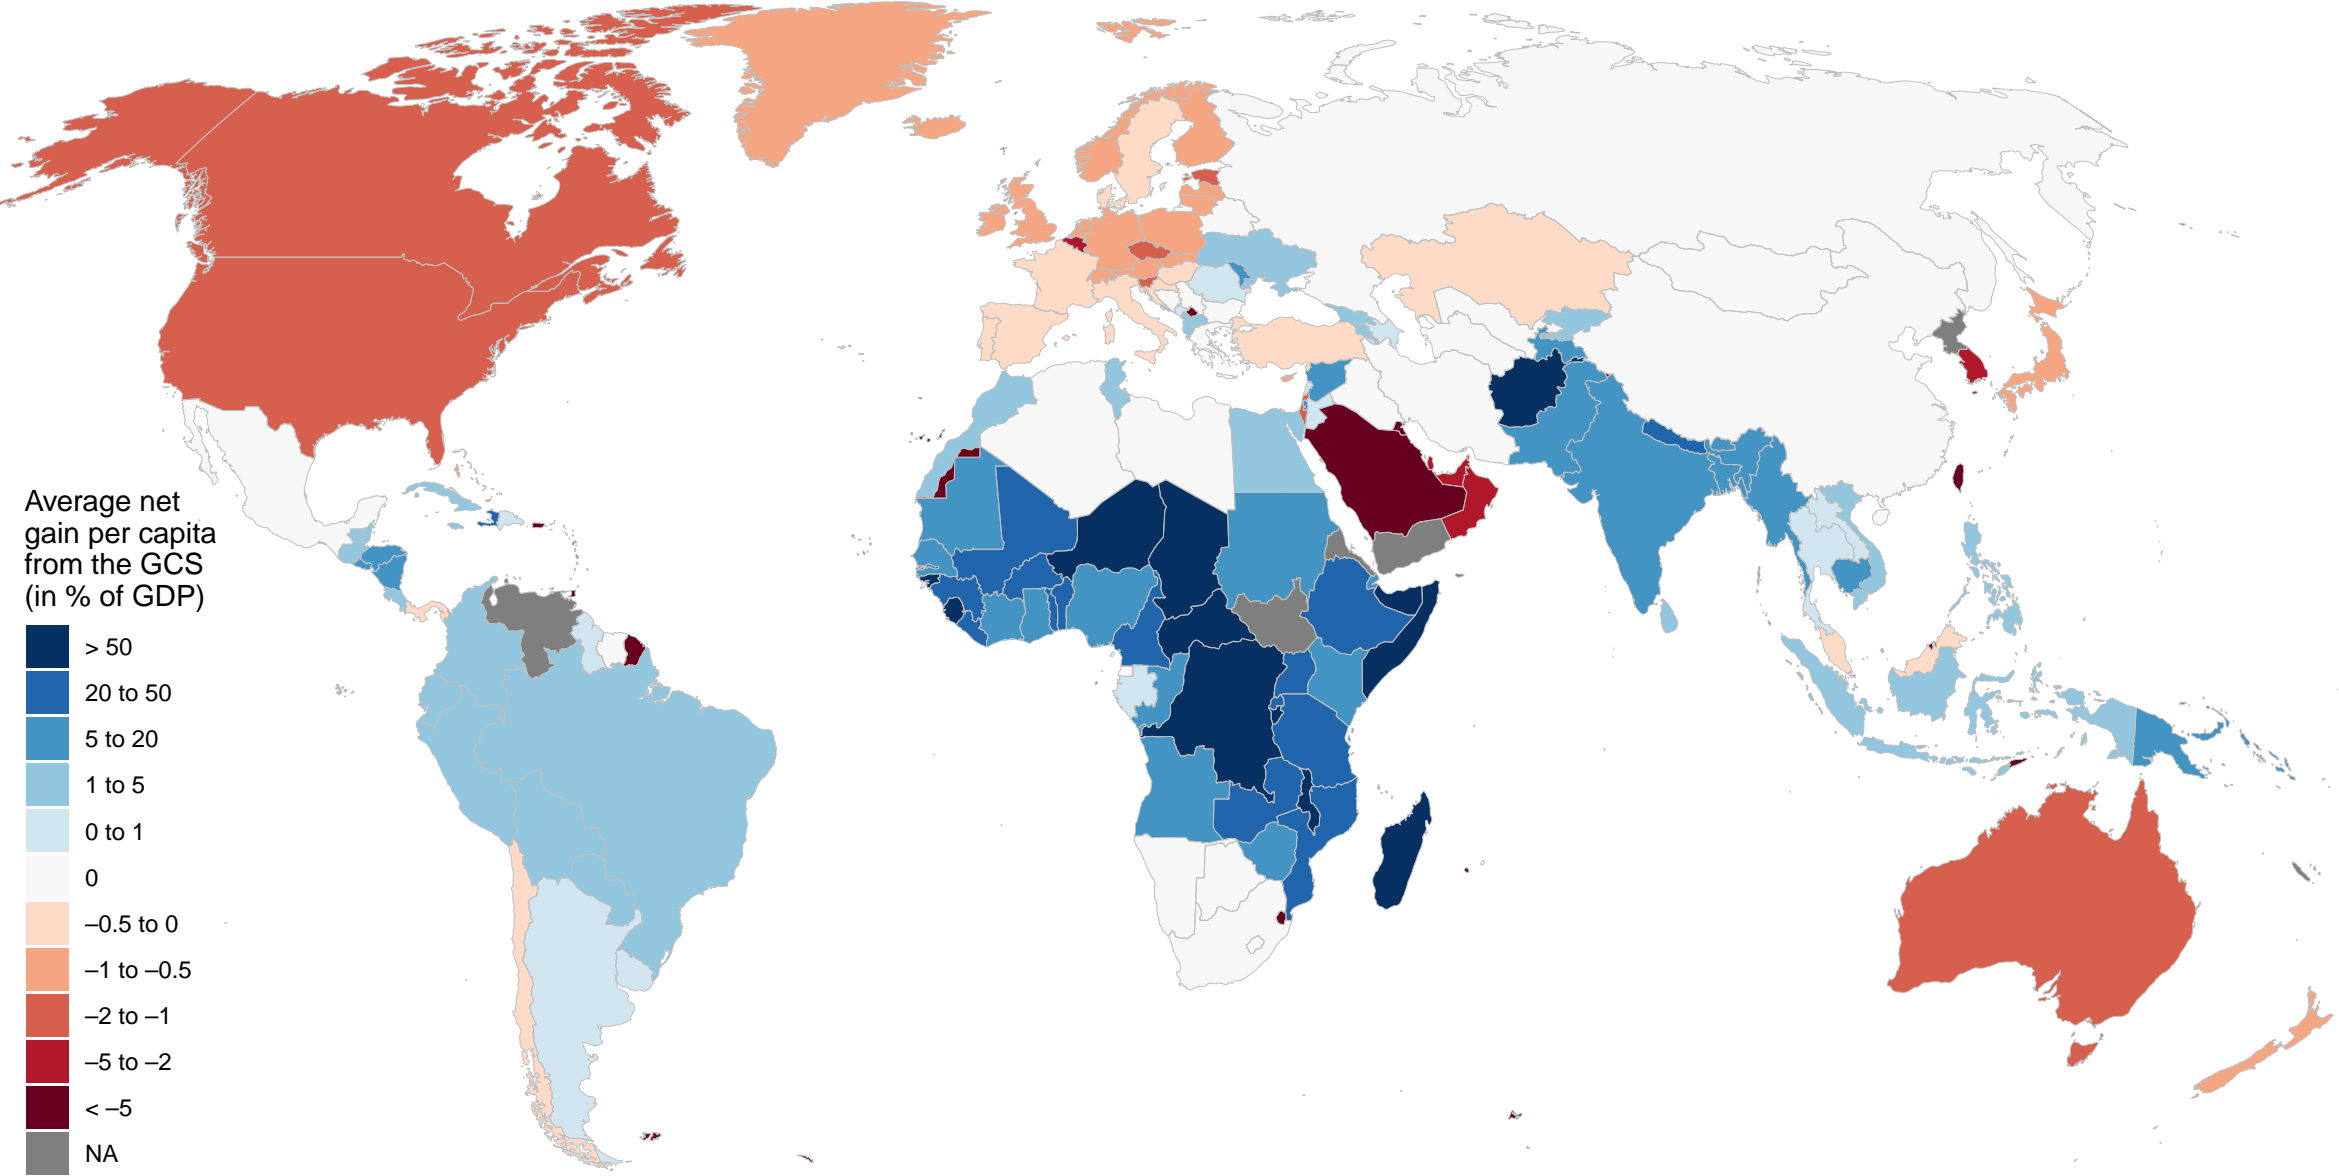 Average net
gain per capita
from the GCS
(in % of GDP)
> 50
20 to 50
5 to 20
1 to 5
0 to 1
0
–0.5 to 0
–1 to –0.5
–2 to –1
–5 to –2
< –5
NA